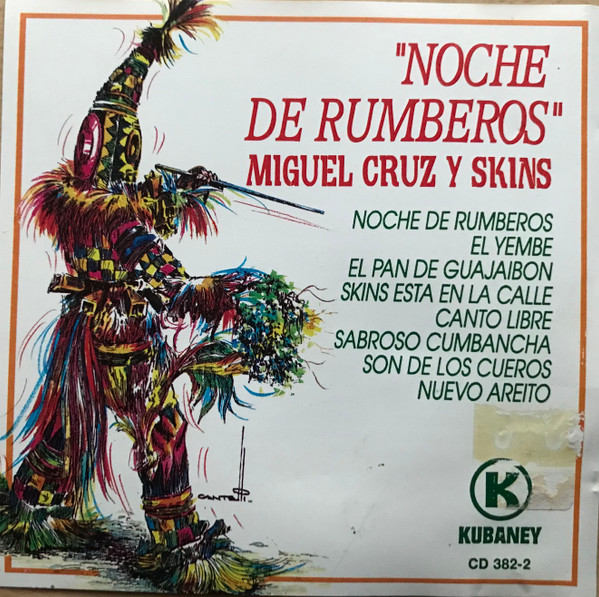 "NOCHE
DE RUMBEROS"
MIGUEL CRUZ Y SKINS
NOCHE DE RUMBEROS
EL YEMBE
EL PAN DE GUAJAIBON
SKINS ESTA EN LA CALLE
CANTO LIBRE
SABROSO CUMBANCHA
SON DE LOS CUEROS
NUEVO AREITO
K
KUBANEY
CD 382-2